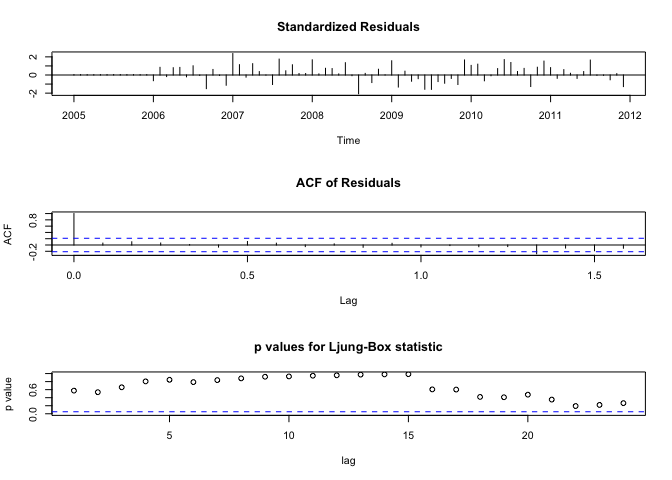 Standardized Residuals
2
0
-2
2005 2006 2007 2008 2009 2010 2011 2012
Time
ACF of Residuals
ACF
0.8
-0.2
0.0 0.5 1.0 1.5
Lag
p values for Ljung-Box statistic
p value
0.6
0.0
5 10 15 20
lag